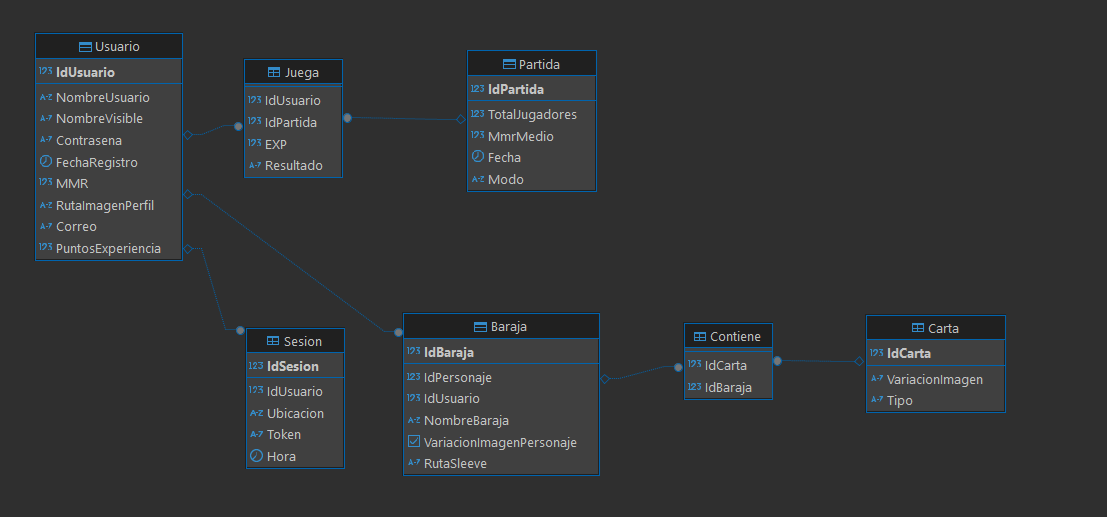 Usuario
123 IdUsuario
A-Z NombreUsuario
A-Z NombreVisible
A-Z Contrasena
FechaRegistro
123 MMR
A-Z RutaImagenPerfil
A-Z Correo
123 PuntosExperiencia
Juega
123 IdUsuario
123 IdPartida
123 EXP
A-Z Resultado
Partida
123 IdPartida
123 TotalJugadores
123 MmrMedio
Fecha
A-Z Modo
Sesion
123 IdSesion
123 IdUsuario
A-Z Ubicacion
A-Z Token
Hora
Baraja
123 IdBaraja
123 IdPersonaje
123 IdUsuario
A-Z NombreBaraja
VariacionImagenPersonaje
A-Z RutaSleeve
Contiene
123 IdCarta
123 IdBaraja
Carta
123 IdCarta
A-Z VariacionImagen
A-Z Tipo